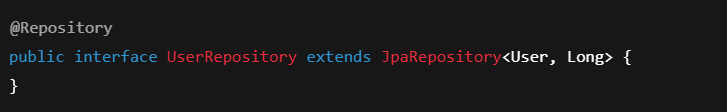 @Repository
public interface UserRepository extends JpaRepository<User, Long> {
}